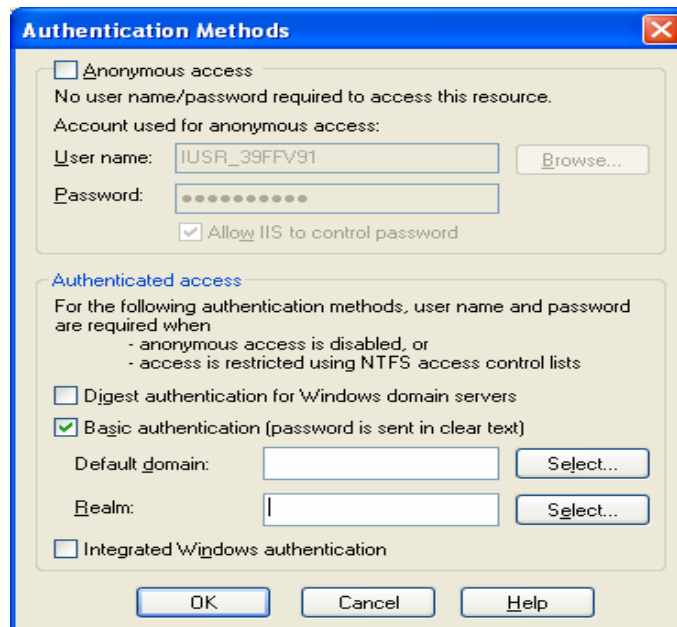 Authentication Methods
Anonymous access
No user name/password required to access this resource.
Account used for anonymous access:
User name: IUSR_39FFV91 Browse...
Password: ●●●●●●●●●●
Allow IIS to control password
Authenticated access
For the following authentication methods, user name and password
are required when
- anonymous access is disabled, or
- access is restricted using NTFS access control lists
Digest authentication for Windows domain servers
Basic authentication (password is sent in clear text)
Default domain: Select...
Realm: Select...
Integrated Windows authentication
OK Cancel Help